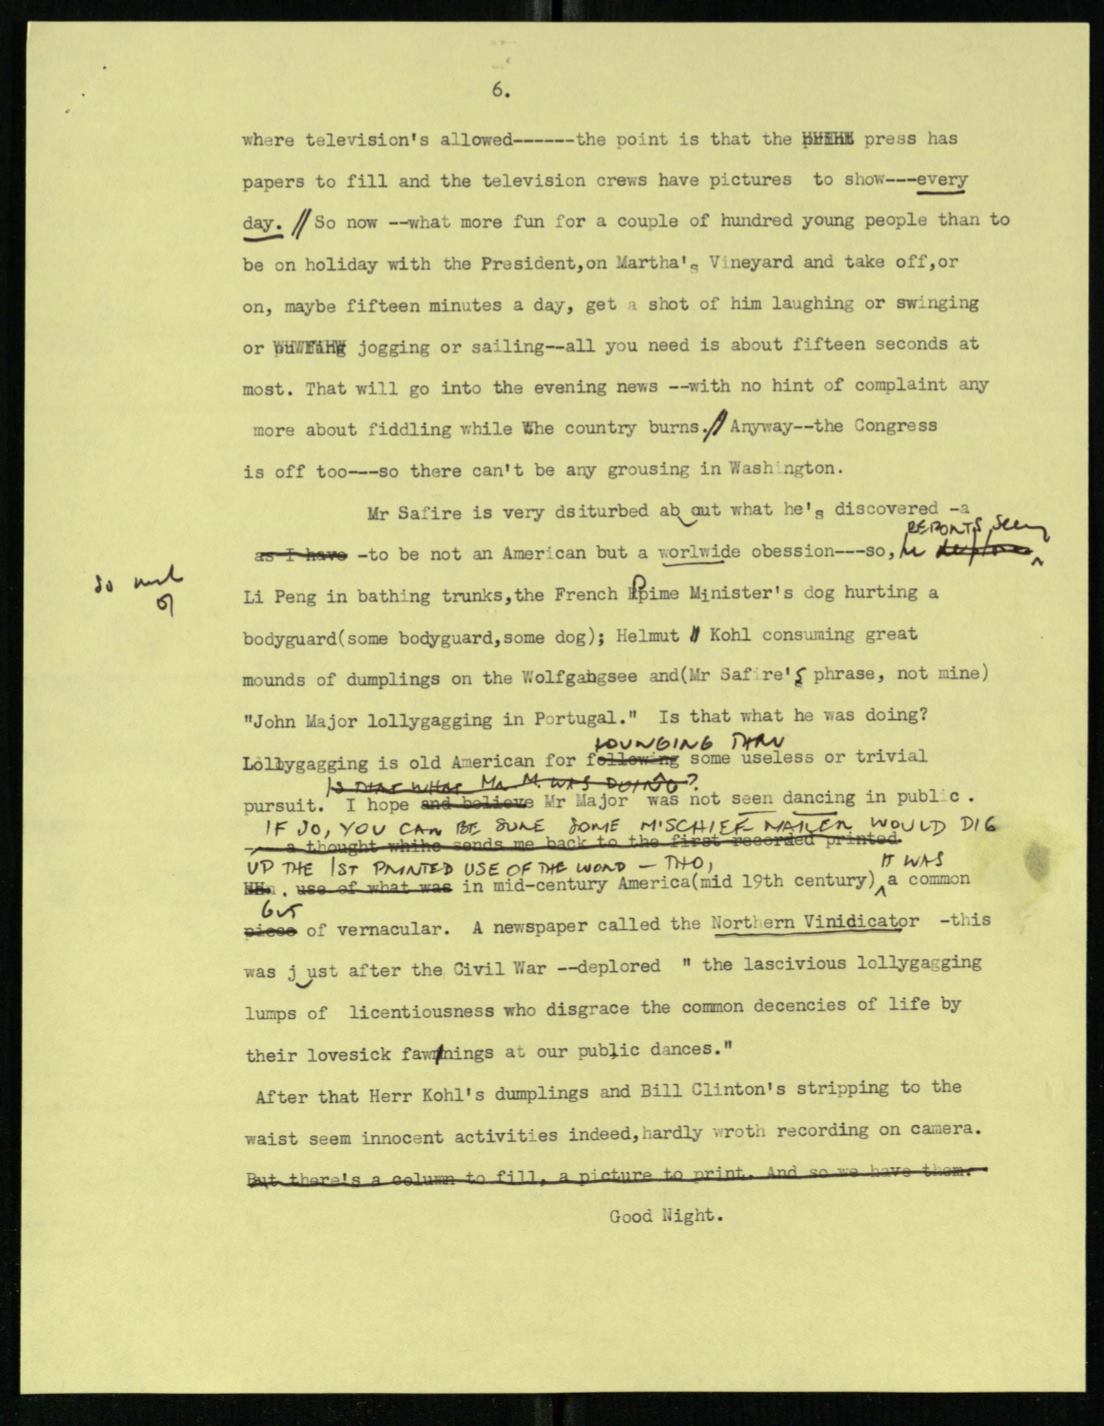 6.
where television's allowed------the point is that the press has
papers to fill and the television crews have pictures to show---every
day. // So now --what more fun for a couple of hundred young people than to
be on holiday with the President,on Martha's Vineyard and take off,or
on, maybe fifteen minutes a day, get a shot of him laughing or swinging
or jogging or sailing--all you need is about fifteen seconds at
most. That will go into the evening news --with no hint of complaint any
more about fiddling while the country burns.// Anyway--the Congress
is off too---so there can't be any grousing in Washington.
Mr Safire is very dsiturbed ab out what he's discovered -a
REPORTS, seen
as I have -to be not an American but a worlwide obession---so, he
so much
of
Li Peng in bathing trunks,the French Prime Minister's dog hurting a
bodyguard(some bodyguard,some dog); Helmut // Kohl consuming great
mounds of dumplings on the Wolfgangsee and(Mr Safire's phrase, not mine)
"John Major lollygagging in Portugal." Is that what he was doing?
LOUNGING THRU
Lollygagging is old American for following some useless or trivial
IS THAT WHAT Mr M. WAS DOING?
pursuit. I hope and believe Mr Major was not seen dancing in public .
IF SO, YOU CAN BE SURE SOME MISCHIEF MAKER WOULD DIG
- a thought whihc sends me back to the first recorded printed
UP THE 1ST PRINTED USE OF THE WORD - THO, IT WAS
use of what was in mid-century America(mid 19th century) a common
BUT
piece of vernacular. A newspaper called the Northern Vinidicator -this
was j ust after the Civil War --deplored " the lascivious lollygagging
lumps of licentiousness who disgrace the common decencies of life by
their lovesick fawnings at our public dances."
After that Herr Kohl's dumplings and Bill Clinton's stripping to the
waist seem innocent activities indeed,hardly wroth recording on camera.
But there's a column to fill, a picture to print. And so we have them.
Good Night.